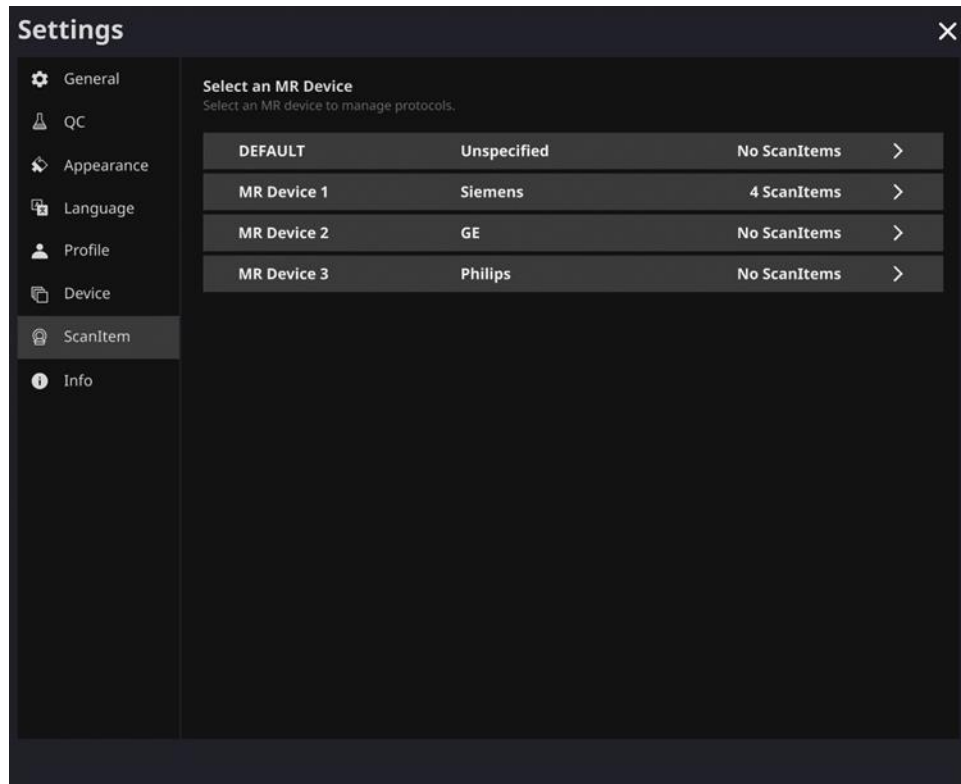 Settings
General
QC
Appearance
Language
Profile
Device
ScanItem
Info
Select an MR Device
Select an MR device to manage protocols.
DEFAULT Unspecified No ScanItems
MR Device 1 Siemens 4 ScanItems
MR Device 2 GE No ScanItems
MR Device 3 Philips No ScanItems